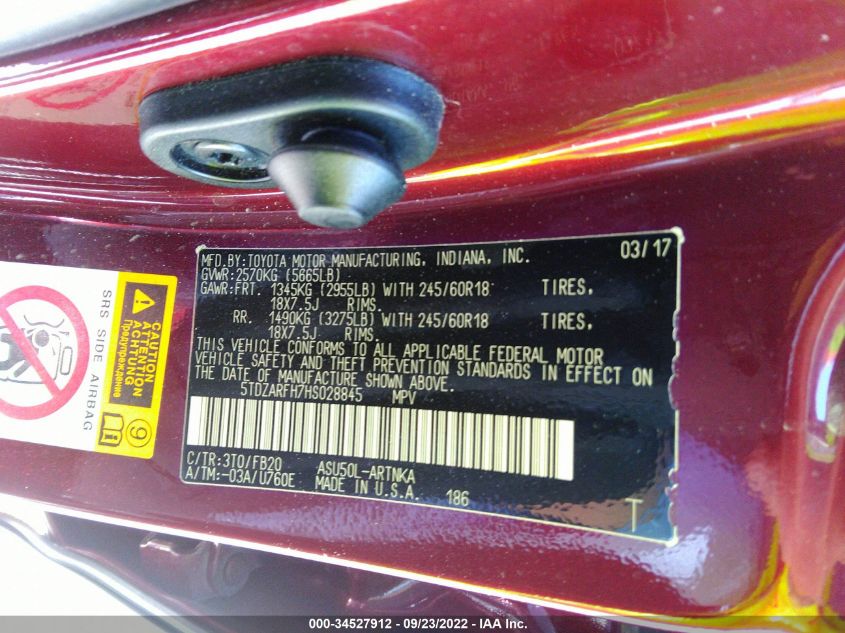 MFD.BY:TOYOTA MOTOR MANUFACTURING, INDIANA, INC. 03/17
GVWR:2570KG (5665LB)
GAWR:FRT. 1345KG (2955LB) WITH 245/60R18 TIRES,
18X7.5J RIMS.
RR. 1490KG (3275LB) WITH 245/60R18 TIRES,
18X7.5J RIMS.
THIS VEHICLE CONFORMS TO ALL APPLICABLE FEDERAL MOTOR
VEHICLE SAFETY AND THEFT PREVENTION STANDARDS IN EFFECT ON
THE DATE OF MANUFACTURE SHOWN ABOVE.
5TDZARFH7HS028845 MPV
C/TR:3T0/FB20 ASU50L-ARTNKA
A/TM:-03A/U760E MADE IN U.S.A. 186
T
SRS SIDE AIRBAG
CAUTION
ATTENTION
ACHTUNG
Предупреждение
9
000-34527912 - 09/23/2022 - IAA Inc.